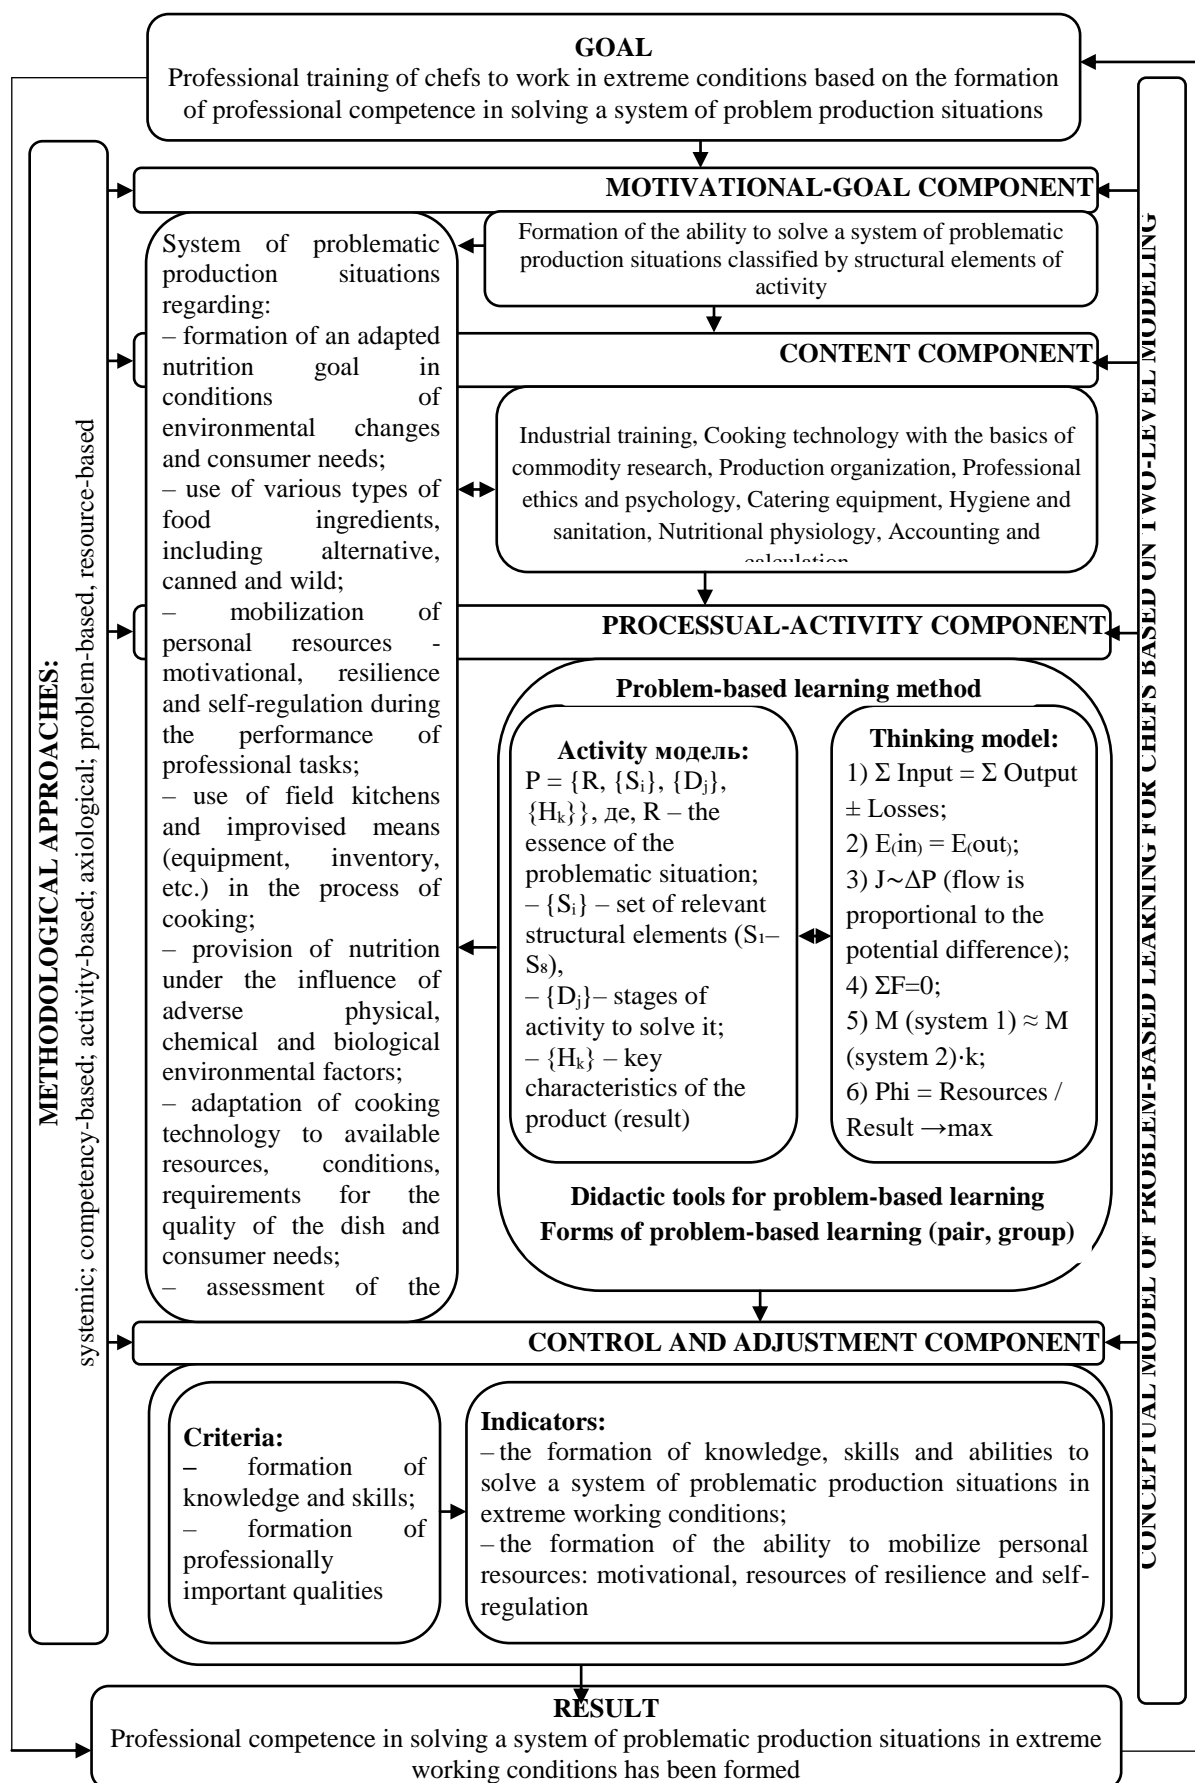 GOAL
Professional training of chefs to work in extreme conditions based on the formation
of professional competence in solving a system of problem production situations
METHODOLOGICAL APPROACHES:
systemic; competency-based; activity-based; axiological; problem-based, resource-based
MOTIVATIONAL-GOAL COMPONENT
Formation of the ability to solve a system of problematic
production situations classified by structural elements of
activity
System of problematic
production situations
regarding:
– formation of an adapted
nutrition goal in
conditions of
environmental changes
and consumer needs;
– use of various types of
food ingredients,
including alternative,
canned and wild;
– mobilization of
personal resources -
motivational, resilience
and self-regulation during
the performance of
professional tasks;
– use of field kitchens
and improvised means
(equipment, inventory,
etc.) in the process of
cooking;
– provision of nutrition
under the influence of
adverse physical,
chemical and biological
environmental factors;
– adaptation of cooking
technology to available
resources, conditions,
requirements for the
quality of the dish and
consumer needs;
– assessment of the
CONTENT COMPONENT
Industrial training, Cooking technology with the basics of
commodity research, Production organization, Professional
ethics and psychology, Catering equipment, Hygiene and
sanitation, Nutritional physiology, Accounting and
calculation
PROCESSUAL-ACTIVITY COMPONENT
Problem-based learning method
Activity модель:
P = {R, {Sᵢ}, {Dⱼ},
{Hₖ}}, де, R – the
essence of the
problematic situation;
– {Sᵢ} – set of relevant
structural elements (S₁–
S₈),
– {Dⱼ}– stages of
activity to solve it;
– {Hₖ} – key
characteristics of the
product (result)
Thinking model:
1) Σ Input = Σ Output
± Losses;
2) E₍in₎ = E₍out₎;
3) J∼ΔP (flow is
proportional to the
potential difference);
4) ΣF=0;
5) M (system 1) ≈ M
(system 2)·k;
6) Phi = Resources /
Result →max
Didactic tools for problem-based learning
Forms of problem-based learning (pair, group)
CONTROL AND ADJUSTMENT COMPONENT
Criteria:
– formation of
knowledge and skills;
– formation of
professionally
important qualities
Indicators:
– the formation of knowledge, skills and abilities to
solve a system of problematic production situations in
extreme working conditions;
– the formation of the ability to mobilize personal
resources: motivational, resources of resilience and self-
regulation
RESULT
Professional competence in solving a system of problematic production situations in extreme
working conditions has been formed
CONCEPTUAL MODEL OF PROBLEM-BASED LEARNING FOR CHEFS BASED ON TWO-LEVEL MODELING